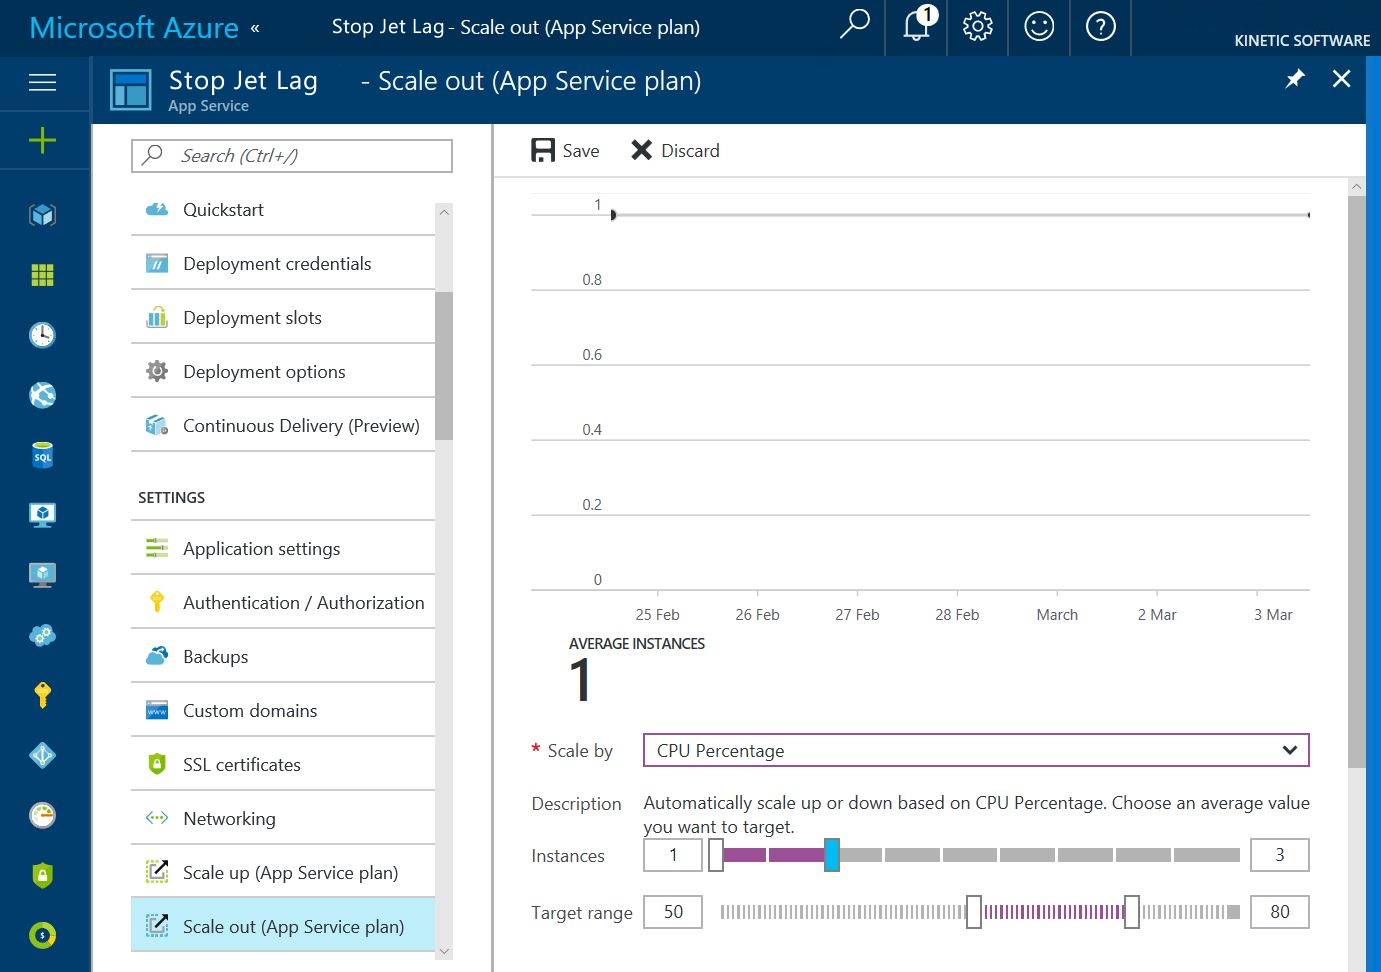 Microsoft Azure «
Stop Jet Lag - Scale out (App Service plan)
1
KINETIC SOFTWARE
Stop Jet Lag - Scale out (App Service plan)
App Service
Search (Ctrl+/)
Quickstart
Deployment credentials
Deployment slots
Deployment options
Continuous Delivery (Preview)
SETTINGS
Application settings
Authentication / Authorization
Backups
Custom domains
SSL certificates
Networking
Scale up (App Service plan)
Scale out (App Service plan)
SQL
www
Save
Discard
1
0.8
0.6
0.4
0.2
0
25 Feb 26 Feb 27 Feb 28 Feb March 2 Mar 3 Mar
AVERAGE INSTANCES
1
* Scale by CPU Percentage
Description Automatically scale up or down based on CPU Percentage. Choose an average value
you want to target.
Instances 1 3
Target range 50 80